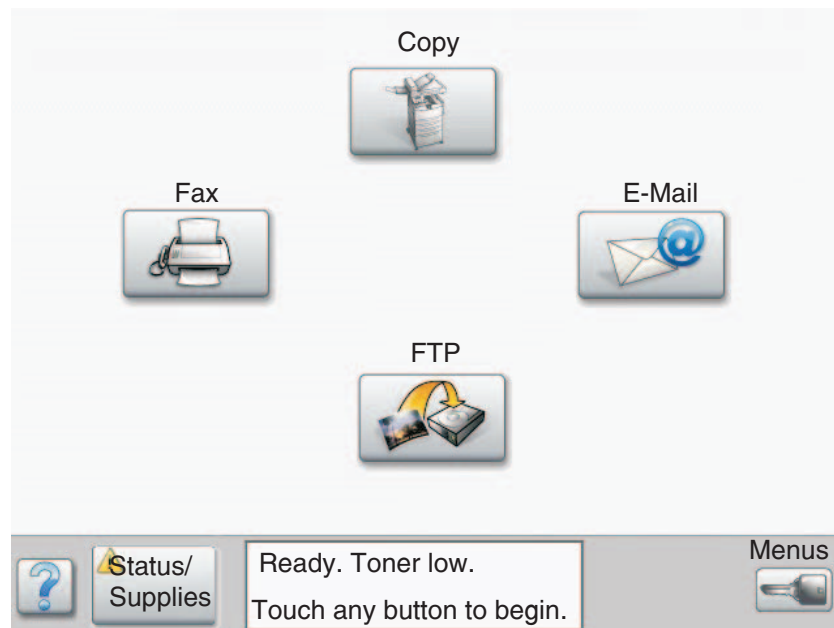 Copy
Fax
E-Mail
FTP
Status/
Supplies
Ready. Toner low.
Touch any button to begin.
Menus